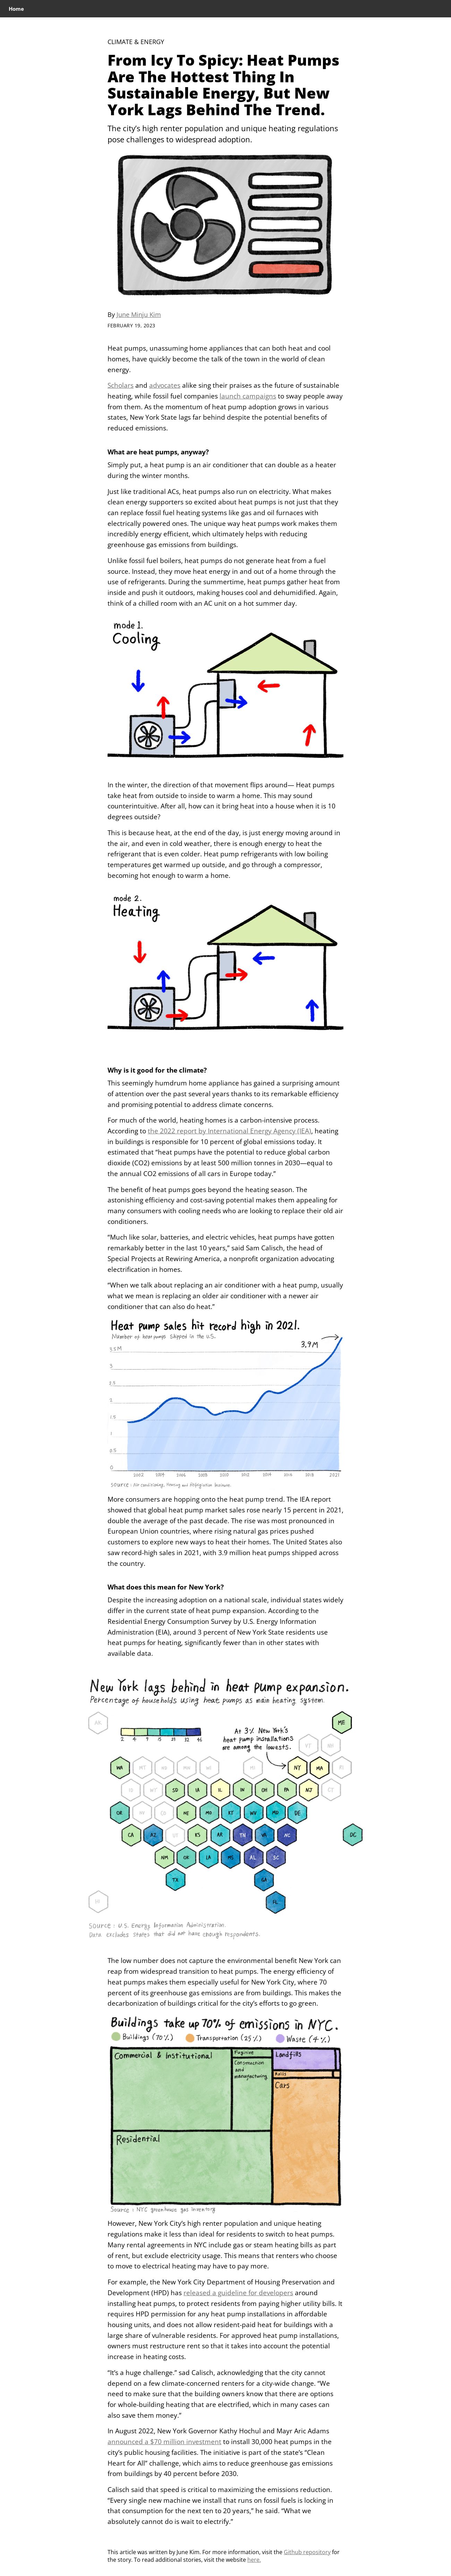 Home
CLIMATE & ENERGY
From Icy To Spicy: Heat Pumps
Are The Hottest Thing In
Sustainable Energy, But New
York Lags Behind The Trend.
The city's high renter population and unique heating regulations
pose challenges to widespread adoption.
By June Minju Kim
FEBRUARY 19, 2023
Heat pumps, unassuming home appliances that can both heat and cool
homes, have quickly become the talk of the town in the world of clean
energy.
Scholars and advocates alike sing their praises as the future of sustainable
heating, while fossil fuel companies launch campaigns to sway people away
from them. As the momentum of heat pump adoption grows in various
states, New York State lags far behind despite the potential benefits of
reduced emissions.
What are heat pumps, anyway?
Simply put, a heat pump is an air conditioner that can double as a heater
during the winter months.
Just like traditional ACs, heat pumps also run on electricity. What makes
clean energy supporters so excited about heat pumps is not just that they
can replace fossil fuel heating systems like gas and oil furnaces with
electrically powered ones. The unique way heat pumps work makes them
incredibly energy efficient, which ultimately helps with reducing
greenhouse gas emissions from buildings.
Unlike fossil fuel boilers, heat pumps do not generate heat from a fuel
source. Instead, they move heat energy in and out of a home through the
use of refrigerants. During the summertime, heat pumps gather heat from
inside and push it outdoors, making houses cool and dehumidified. Again,
think of a chilled room with an AC unit on a hot summer day.
mode 1.
Cooling
In the winter, the direction of that movement flips around— Heat pumps
take heat from outside to inside to warm a home. This may sound
counterintuitive. After all, how can it bring heat into a house when it is 10
degrees outside?
This is because heat, at the end of the day, is just energy moving around in
the air, and even in cold weather, there is enough energy to heat the
refrigerant that is even colder. Heat pump refrigerants with low boiling
temperatures get warmed up outside, and go through a compressor,
becoming hot enough to warm a home.
mode 2.
Heating
Why is it good for the climate?
This seemingly humdrum home appliance has gained a surprising amount
of attention over the past several years thanks to its remarkable efficiency
and promising potential to address climate concerns.
For much of the world, heating homes is a carbon-intensive process.
According to the 2022 report by International Energy Agency (IEA), heating
in buildings is responsible for 10 percent of global emissions today. It
estimated that “heat pumps have the potential to reduce global carbon
dioxide (CO2) emissions by at least 500 million tonnes in 2030—equal to
the annual CO2 emissions of all cars in Europe today.”
The benefit of heat pumps goes beyond the heating season. The
astonishing efficiency and cost-saving potential makes them appealing for
many consumers with cooling needs who are looking to replace their old air
conditioners.
“Much like solar, batteries, and electric vehicles, heat pumps have gotten
remarkably better in the last 10 years,” said Sam Calisch, the head of
Special Projects at Rewiring America, a nonprofit organization advocating
electrification in homes.
“When we talk about replacing an air conditioner with a heat pump, usually
what we mean is replacing an older air conditioner with a newer air
conditioner that can also do heat.”
Heat pump sales hit record high in 2021.
Number of heat pumps shipped in the U.S.
3.9M
3.5M
3
2.5
2
1.5
1
0.5
0
2002 2004 2006 2008 2010 2012 2014 2016 2018 2021
Source: Air Conditioning, Heating and Refrigeration Institute
More consumers are hopping onto the heat pump trend. The IEA report
showed that global heat pump market sales rose nearly 15 percent in 2021,
double the average of the past decade. The rise was most pronounced in
European Union countries, where rising natural gas prices pushed
customers to explore new ways to heat their homes. The United States also
saw record-high sales in 2021, with 3.9 million heat pumps shipped across
the country.
What does this mean for New York?
Despite the increasing adoption on a national scale, individual states widely
differ in the current state of heat pump expansion. According to the
Residential Energy Consumption Survey by U.S. Energy Information
Administration (EIA), around 3 percent of New York State residents use
heat pumps for heating, significantly fewer than in other states with
available data.
New York lags behind in heat pump expansion.
Percentage of households using heat pumps as main heating system
ME
At 3% New York's
heat pump installations
are among the lowests.
WA NY MA
SD IA IL IN OH PA NJ
OR NE MO KT WV MD DE
CA AZ KS AR TN VA NC DC
NM OK LA MS AL SC
TX GA
FL
Source: U.S. Energy Information Administration
Data excludes states that did not have enough respondents.
The low number does not capture the environmental benefit New York can
reap from widespread transition to heat pumps. The energy efficiency of
heat pumps makes them especially useful for New York City, where 70
percent of its greenhouse gas emissions are from buildings. This makes the
decarbonization of buildings critical for the city's efforts to go green.
Buildings take up 70% of emissions in NYC.
Buildings (70%) Transportation (25%) Waste (4%)
Commercial & Institutional
Fugitive
Construction
and
manufacturing
Landfills
Cars
Residential
Source: NYC greenhouse gas inventory
However, New York City's high renter population and unique heating
regulations make it less than ideal for residents to switch to heat pumps.
Many rental agreements in NYC include gas or steam heating bills as part
of rent, but exclude electricity usage. This means that renters who choose
to move to electrical heating may have to pay more.
For example, the New York City Department of Housing Preservation and
Development (HPD) has released a guideline for developers around
installing heat pumps, to protect residents from paying higher utility bills. It
requires HPD permission for any heat pump installations in affordable
housing units, and does not allow resident-paid heat for buildings with a
large share of vulnerable residents. For approved heat pump installations,
owners must restructure rent so that it takes into account the potential
increase in heating costs.
“It's a huge challenge.” sad Calisch, acknowledging that the city cannot
depend on a few climate-concerned renters for a city-wide change. “We
need to make sure that the building owners know that there are options
for whole-building heating that are electrified, which in many cases can
also save them money.”
In August 2022, New York Governor Kathy Hochul and Mayr Aric Adams
announced a $70 million investment to install 30,000 heat pumps in the
city's public housing facilities. The initiative is part of the state's “Clean
Heart for All” challenge, which aims to reduce greenhouse gas emissions
from buildings by 40 percent before 2030.
Calisch said that speed is critical to maximizing the emissions reduction.
“Every single new machine we install that runs on fossil fuels is locking in
that consumption for the next ten to 20 years,” he said. “What we
absolutely cannot do is wait to electrify.”
This article was written by June Kim. For more information, visit the Github repository for
the story. To read additional stories, visit the website here.